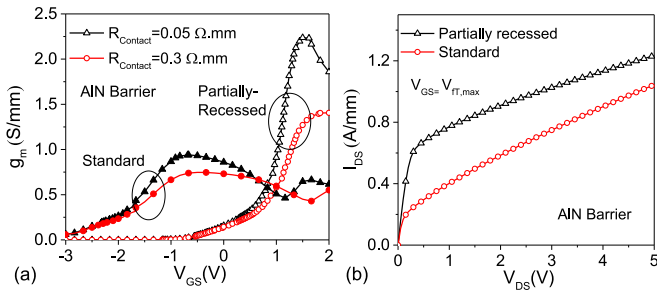 2.5
2.0
1.5
1.0
0.5
0.0
g_m (S/mm)
R_Contact=0.05 Ω.mm
R_Contact=0.3 Ω.mm
AlN Barrier
Partially-
Recessed
Standard
-3 -2 -1 0 1 2
(a) V_GS(V)
1.2
0.8
0.4
0.0
I_DS (A/mm)
Partially recessed
Standard
V_GS= V_fT,max
AlN Barrier
0 1 2 3 4 5
(b) V_DS(V)